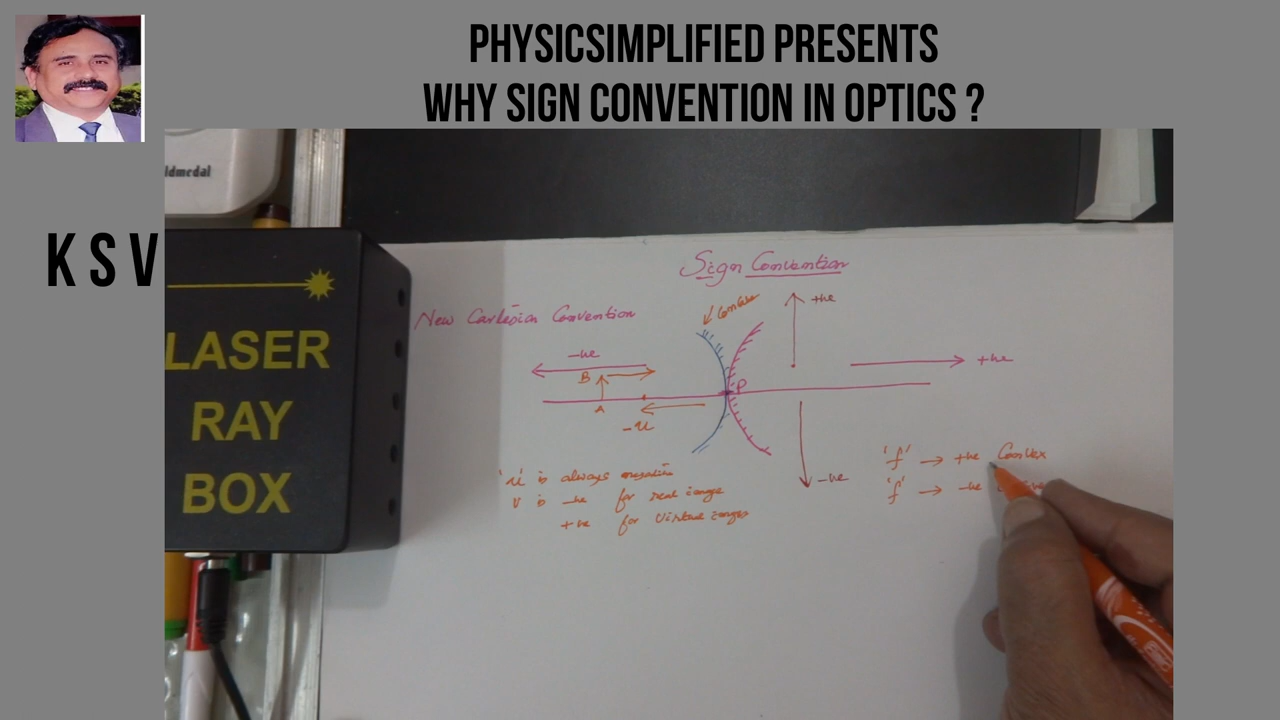 PHYSICSIMPLIFIED PRESENTS
WHY SIGN CONVENTION IN OPTICS ?
ldmedal
K S V
LASER
RAY
BOX
Sign Convention
New Cartesian Convention
Concave
+ve
-ve
+ve
B
P
A
-u
-ve
'u' is always negative
v is -ve for real image
+ve for Virtual images
'f' → +ve Convex
'f' → -ve